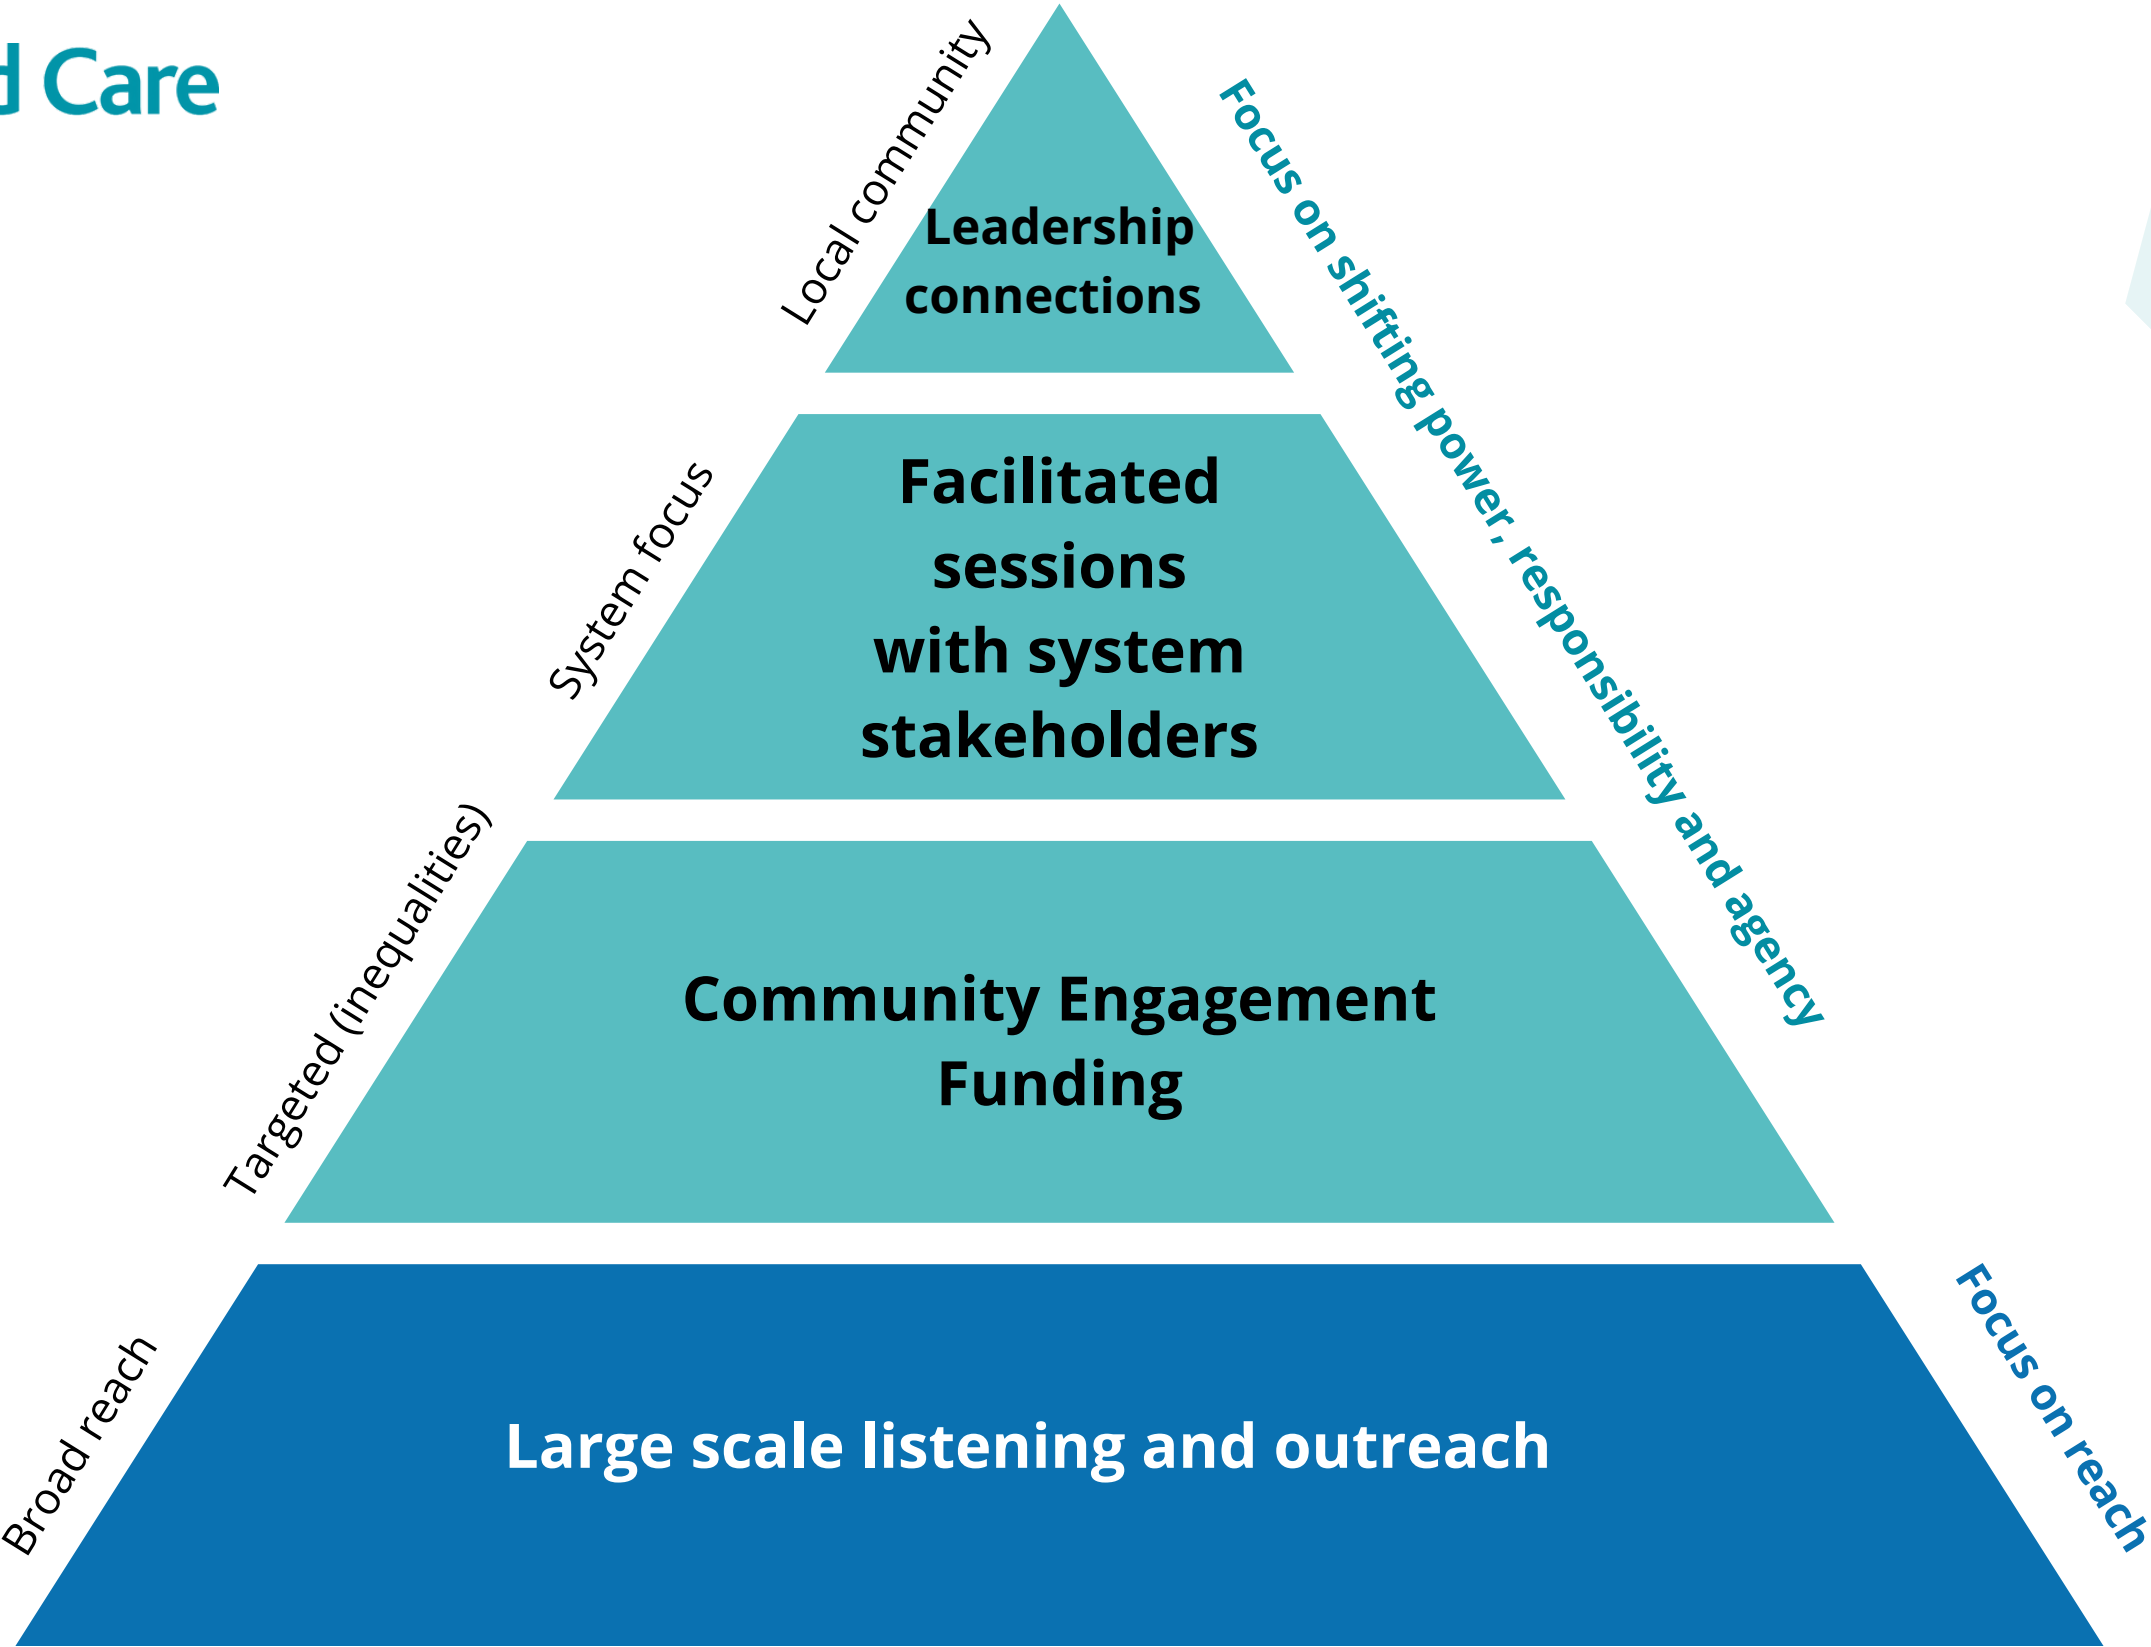 d Care
Local community
Focus on shifting power, responsibility and agency
Leadership
connections
System focus
Facilitated
sessions
with system
stakeholders
Targeted (inequalities)
Community Engagement
Funding
Broad reach
Large scale listening and outreach
Focus on reach